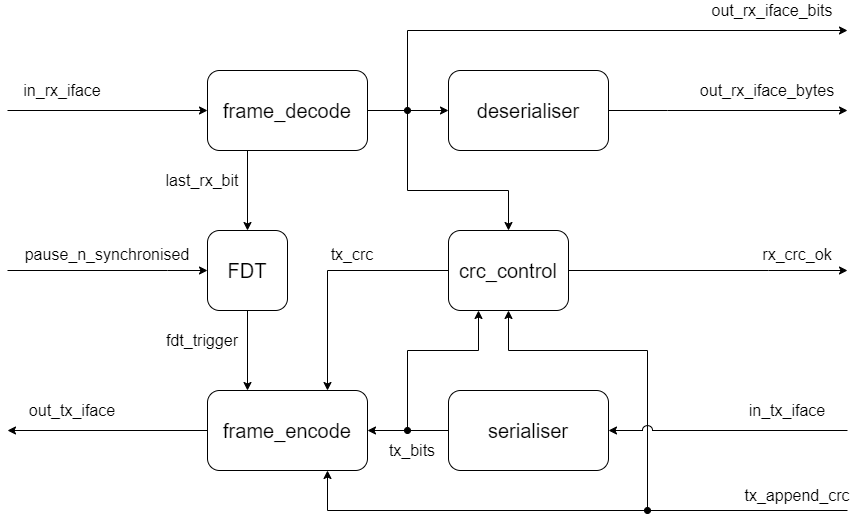 out_rx_iface_bits
in_rx_iface
out_rx_iface_bytes
frame_decode
deserialiser
last_rx_bit
pause_n_synchronised
tx_crc
rx_crc_ok
FDT
crc_control
fdt_trigger
out_tx_iface
in_tx_iface
frame_encode
serialiser
tx_bits
tx_append_crc